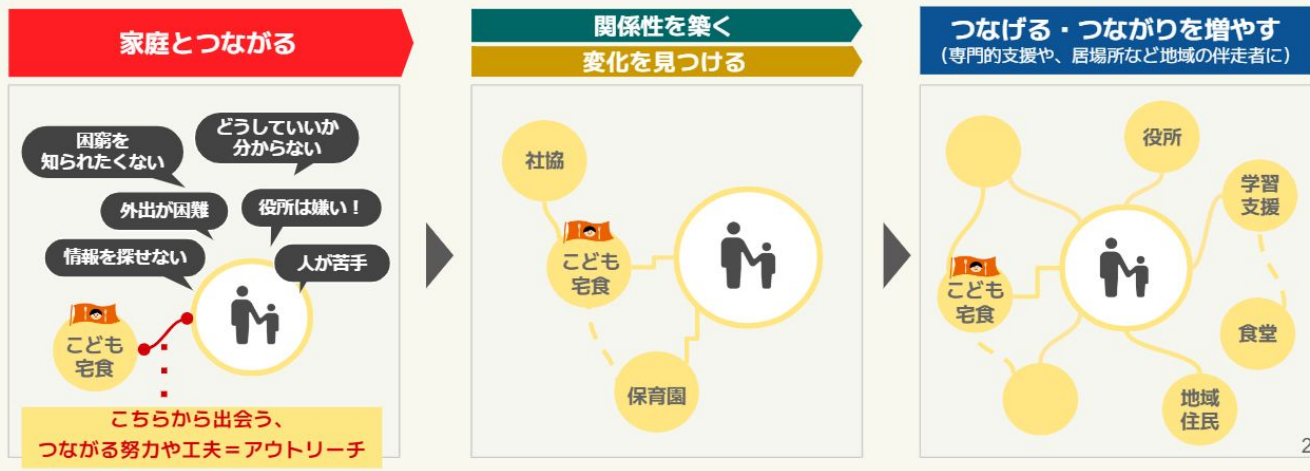 家庭とつながる
困窮を
知られたくない
どうしていいか
分からない
外出が困難
役所は嫌い！
情報を探せない
人が苦手
こども
宅食
こちらから出会う、
つながる努力や工夫＝アウトリーチ
関係性を築く
変化を見つける
社協
こども
宅食
保育園
つなげる・つながりを増やす
(専門的支援や、居場所など地域の伴走者に)
役所
学習
支援
こども
宅食
食堂
地域
住民
2